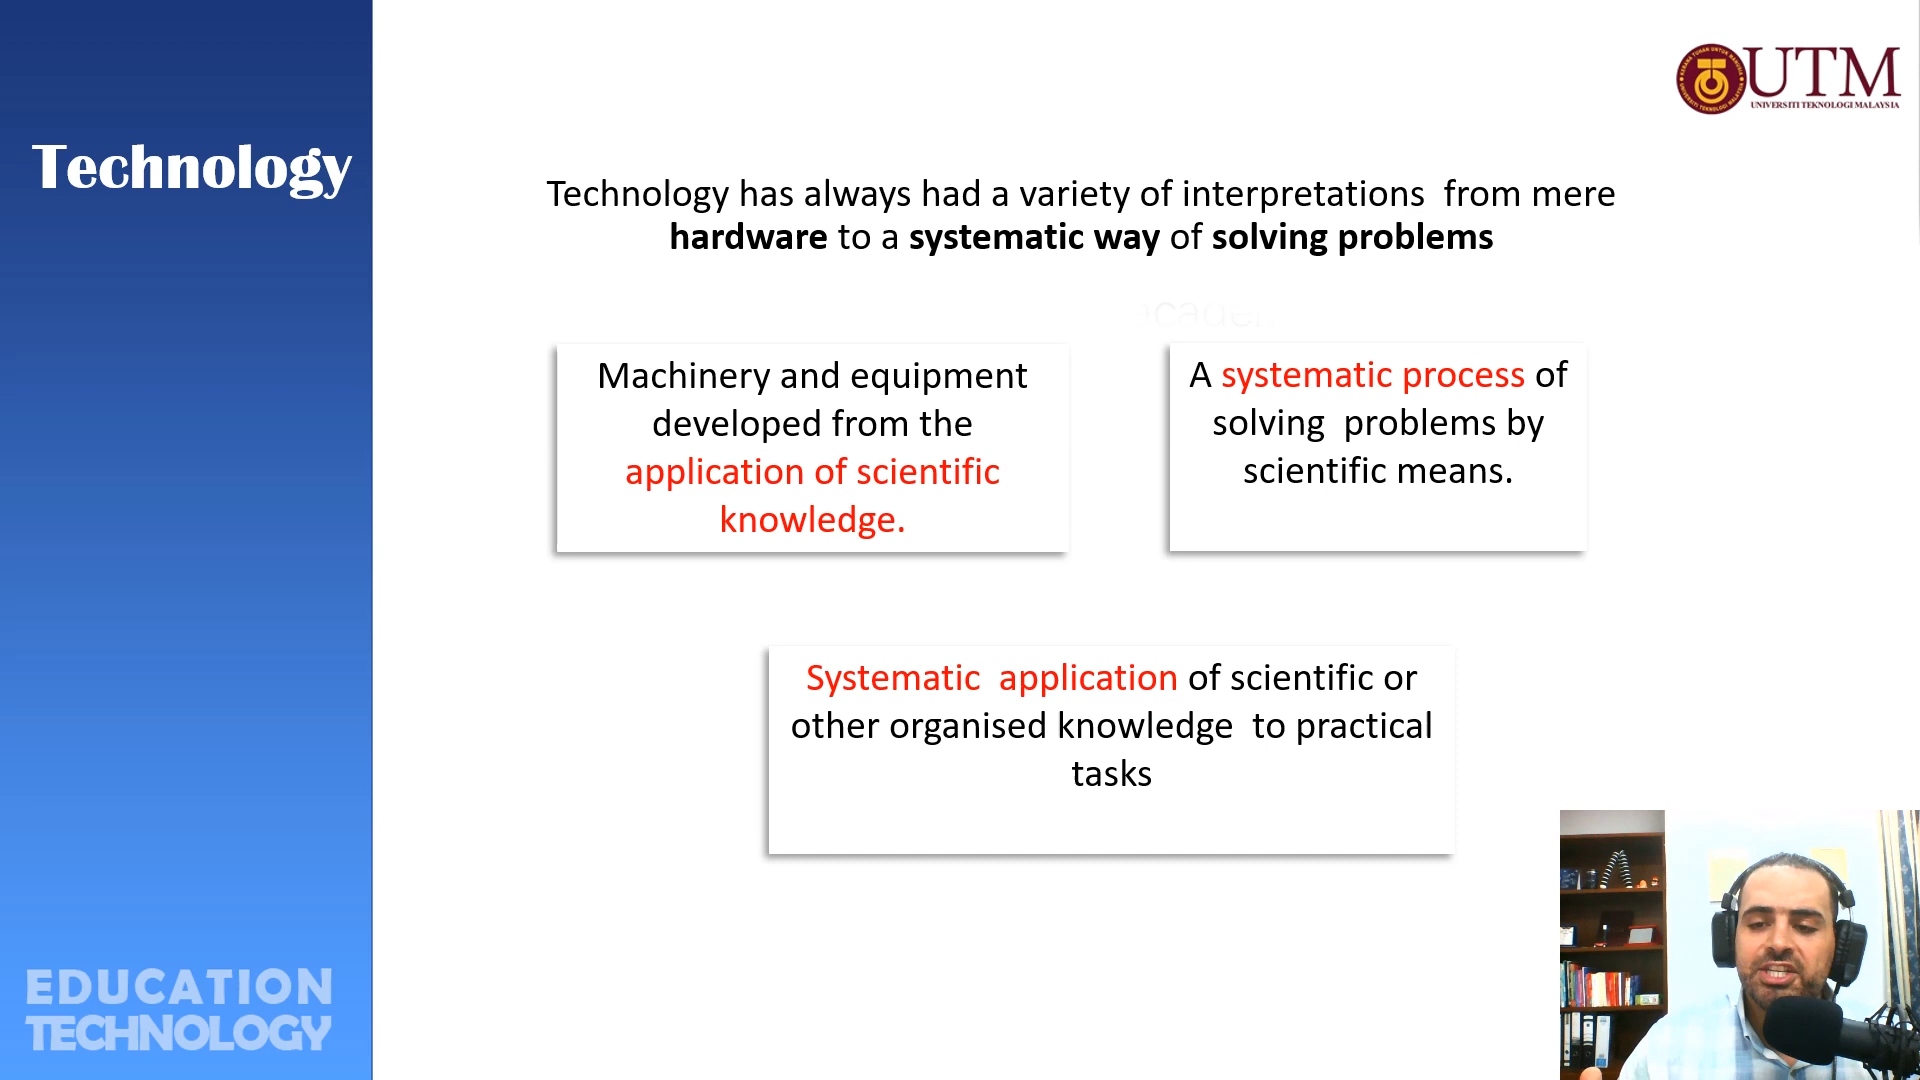 UTM
UNIVERSITI TEKNOLOGI MALAYSIA
Technology
Technology has always had a variety of interpretations from mere
hardware to a systematic way of solving problems
Machinery and equipment
developed from the
application of scientific
knowledge.
A systematic process of
solving problems by
scientific means.
Systematic application of scientific or
other organised knowledge to practical
tasks
EDUCATION
TECHNOLOGY